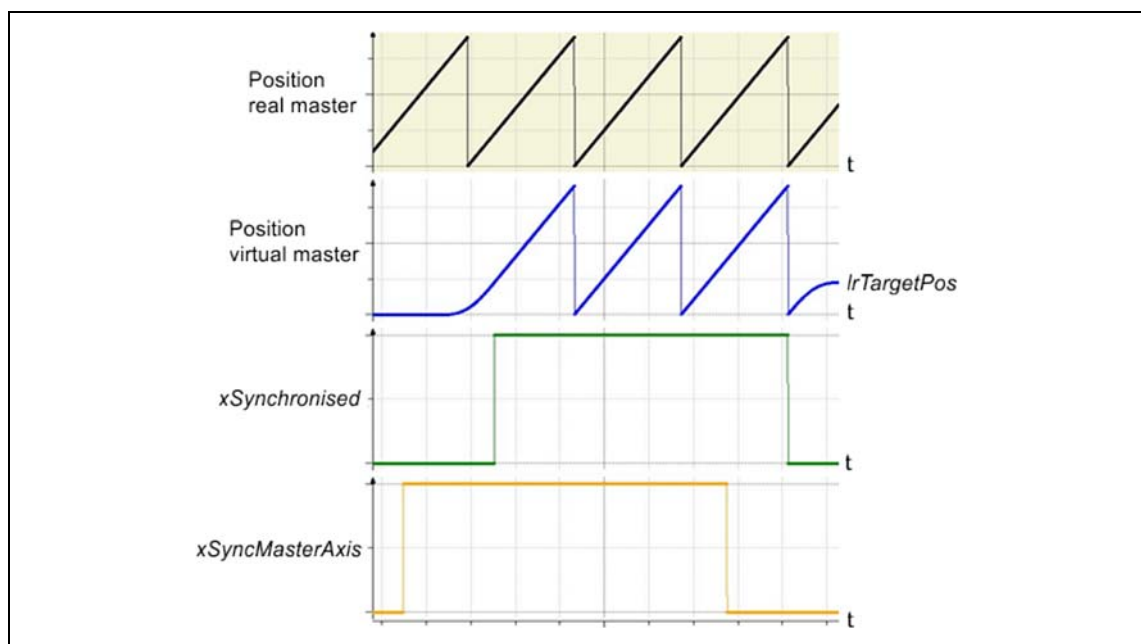 Position
real master
t
Position
virtual master
lrTargetPos
t
xSynchronised
t
xSyncMasterAxis
t